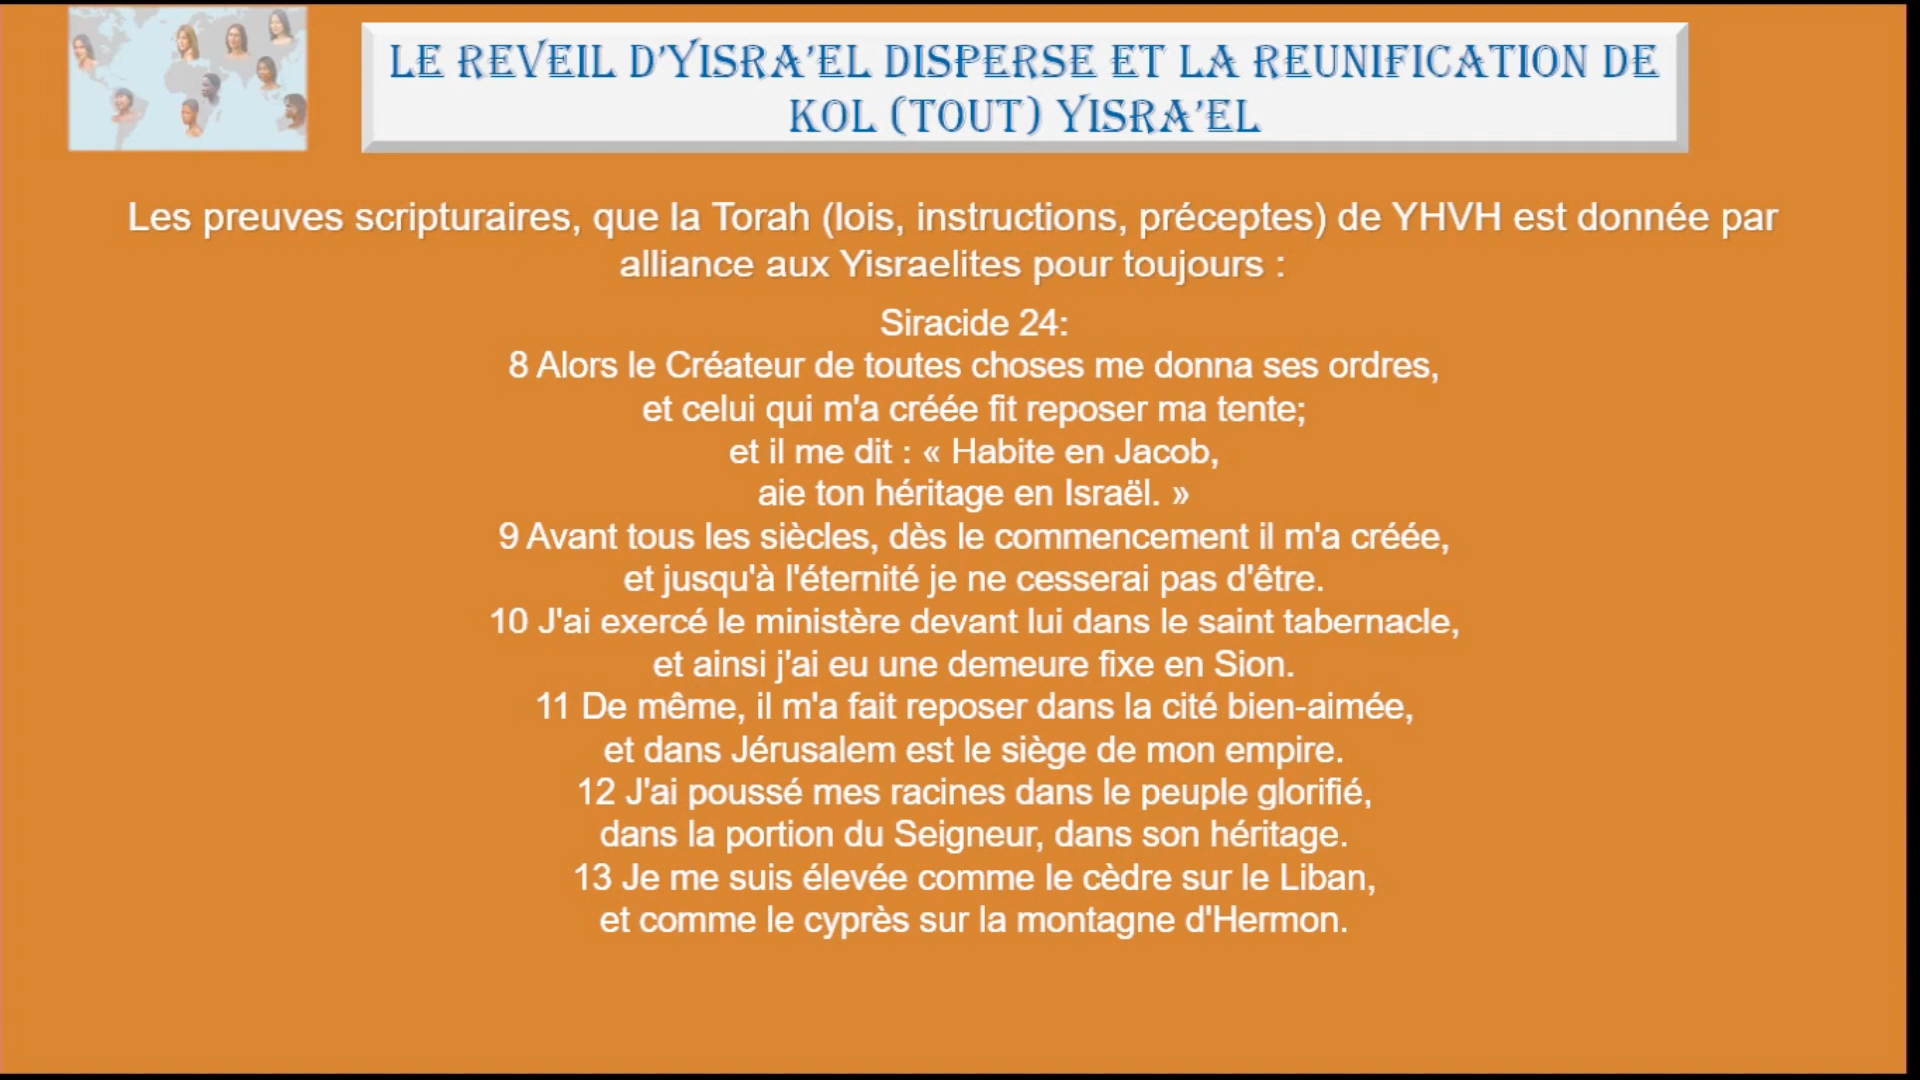 LE REVEIL D'YISRA'EL DISPERSE ET LA REUNIFICATION DE
KOL (TOUT) YISRA'EL
Les preuves scripturaires, que la Torah (lois, instructions, préceptes) de YHVH est donnée par
alliance aux Yisraelites pour toujours :
Siracide 24:
8 Alors le Créateur de toutes choses me donna ses ordres,
et celui qui m'a créée fit reposer ma tente;
et il me dit : « Habite en Jacob,
aie ton héritage en Israël. »
9 Avant tous les siècles, dès le commencement il m'a créée,
et jusqu'à l'éternité je ne cesserai pas d'être.
10 J'ai exercé le ministère devant lui dans le saint tabernacle,
et ainsi j'ai eu une demeure fixe en Sion.
11 De même, il m'a fait reposer dans la cité bien-aimée,
et dans Jérusalem est le siège de mon empire.
12 J'ai poussé mes racines dans le peuple glorifié,
dans la portion du Seigneur, dans son héritage.
13 Je me suis élevée comme le cèdre sur le Liban,
et comme le cyprès sur la montagne d'Hermon.